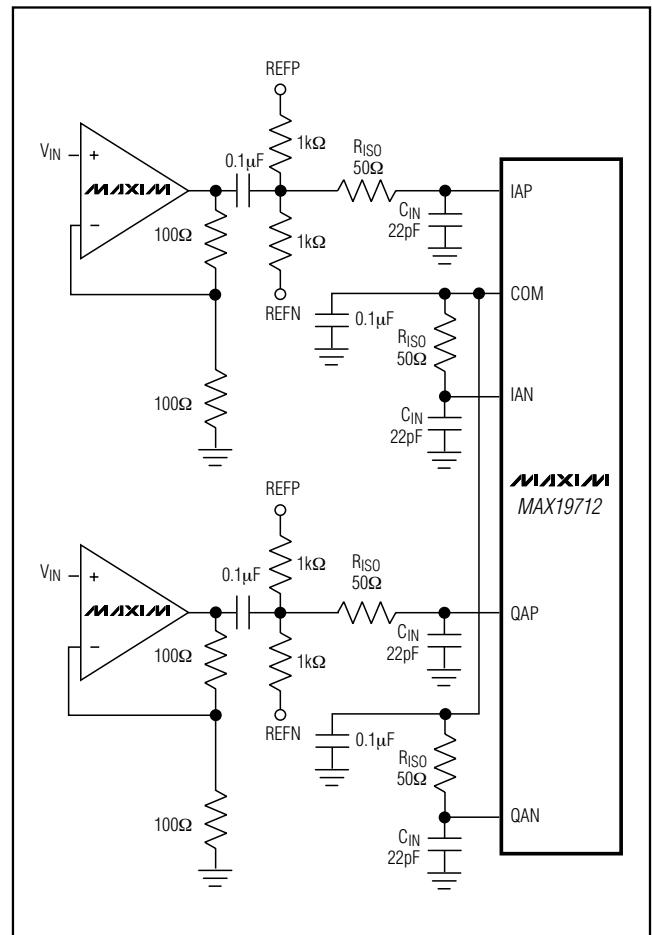 REFP
VIN
+
MAXIM
−
0.1µF
1kΩ
RISO
50Ω
IAP
100Ω
1kΩ
CIN
22pF
REFN
COM
0.1µF
RISO
50Ω
100Ω
IAN
CIN
22pF
MAXIM
MAX19712
REFP
VIN
+
MAXIM
−
0.1µF
1kΩ
RISO
50Ω
QAP
100Ω
1kΩ
CIN
22pF
REFN
0.1µF
RISO
50Ω
100Ω
QAN
CIN
22pF